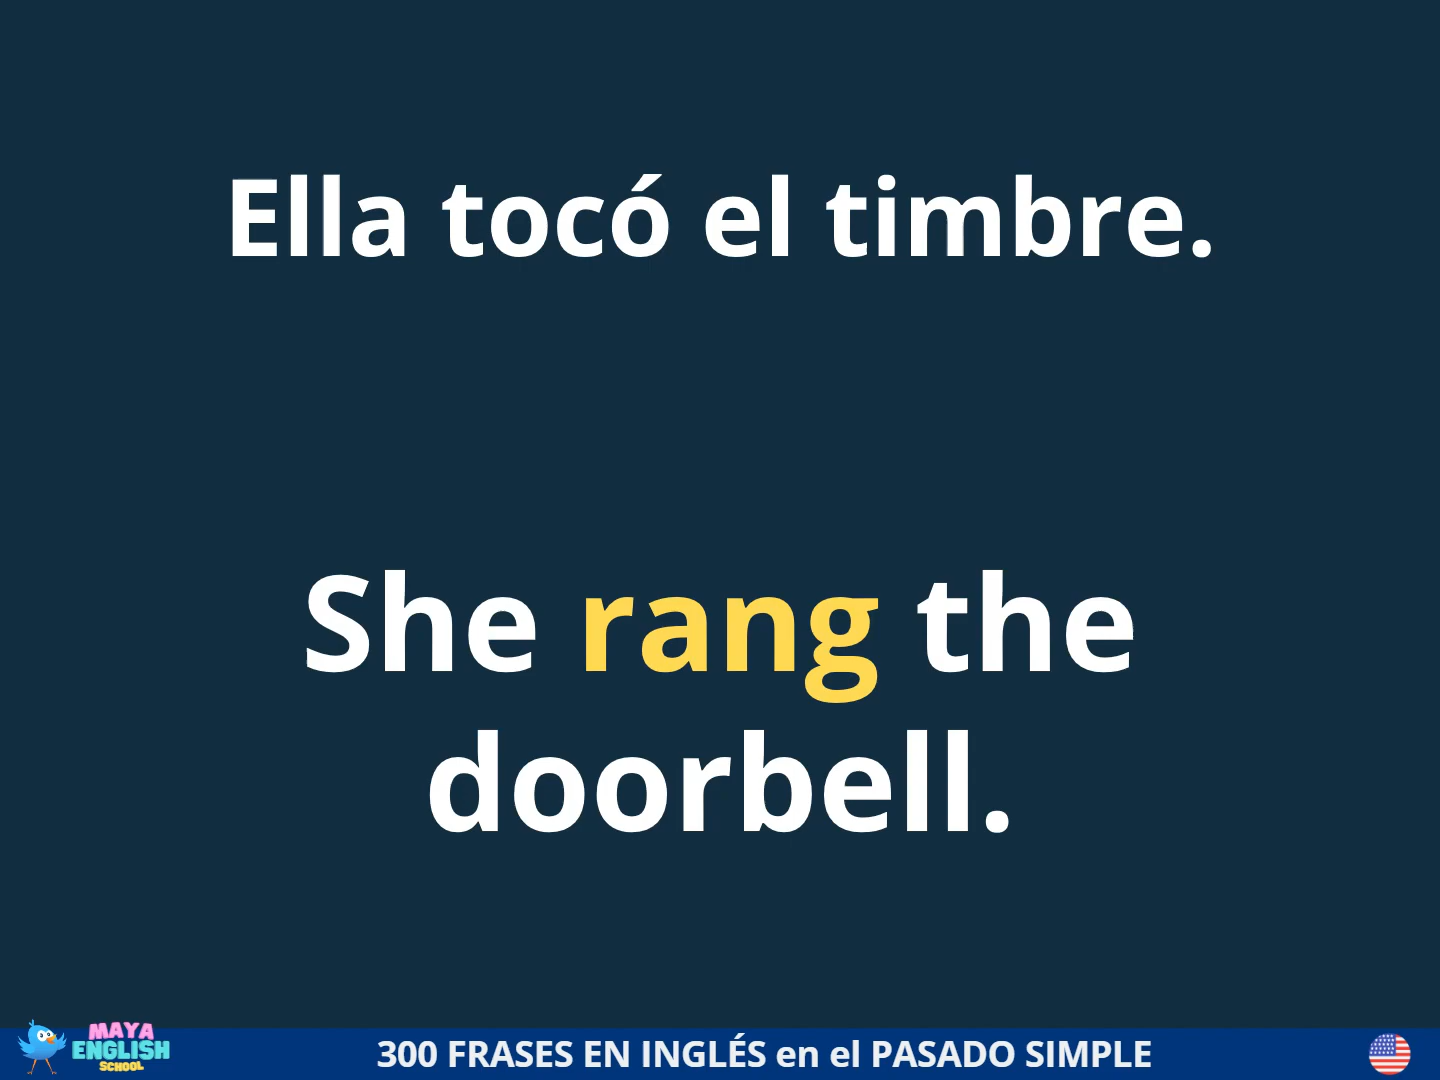 Ella tocó el timbre.
She rang the
doorbell.
MAYA
ENGLISH
SCHOOL
300 FRASES EN INGLÉS en el PASADO SIMPLE